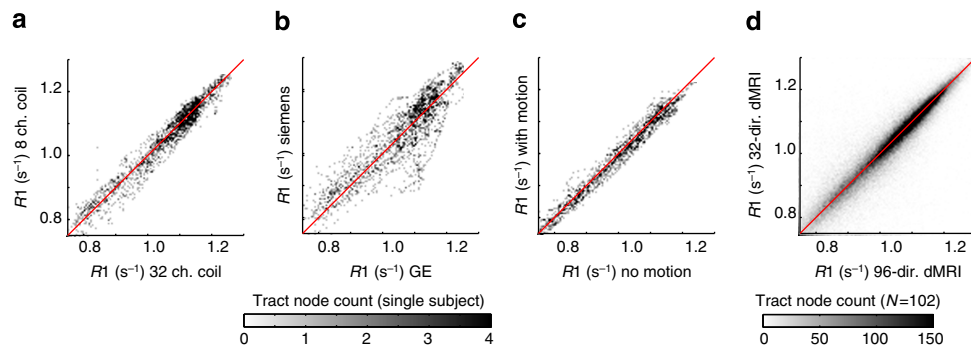 a
b
c
d
R1 (s⁻¹) 8 ch. coil
1.2
1.0
0.8
0.8 1.0 1.2
R1 (s⁻¹) 32 ch. coil
R1 (s⁻¹) siemens
0.8 1.0 1.2
R1 (s⁻¹) GE
R1 (s⁻¹) with motion
0.8 1.0 1.2
R1 (s⁻¹) no motion
R1 (s⁻¹) 32-dir. dMRI
1.2
1.0
0.8
0.8 1.0 1.2
R1 (s⁻¹) 96-dir. dMRI
Tract node count (single subject)
0 1 2 3 4
Tract node count (N=102)
0 50 100 150